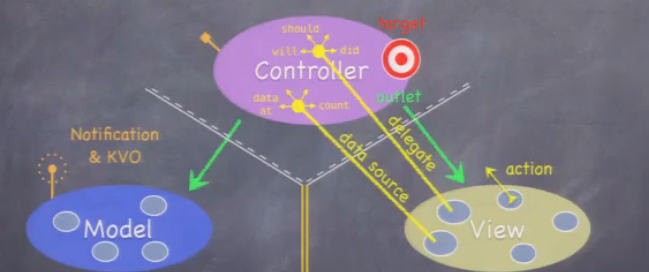 should
target
will
did
Controller
data
at
count
outlet
Notification
& KVO
delegate
data source
action
Model
View